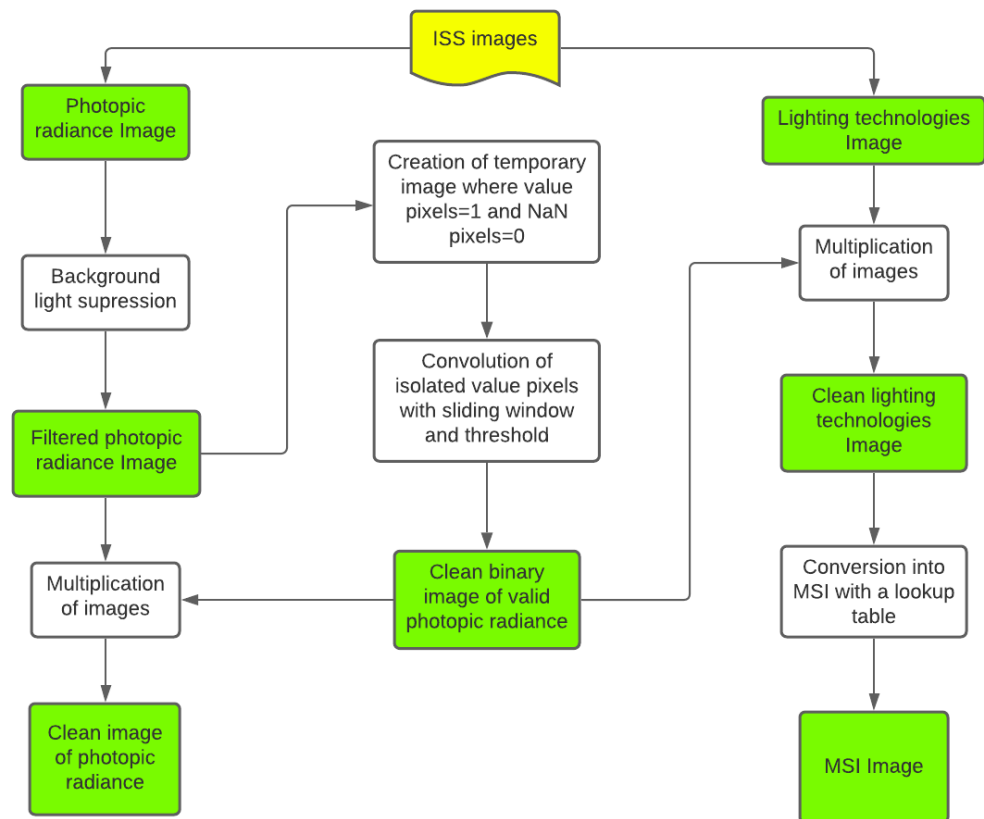 ISS images
Photopic
radiance Image
Background
light supression
Filtered photopic
radiance Image
Multiplication
of images
Clean image
of photopic
radiance
Creation of temporary
image where value
pixels=1 and NaN
pixels=0
Convolution of
isolated value pixels
with sliding window
and threshold
Clean binary
image of valid
photopic radiance
Lighting technologies
Image
Multiplication
of images
Clean lighting
technologies
Image
Conversion into
MSI with a lookup
table
MSI Image